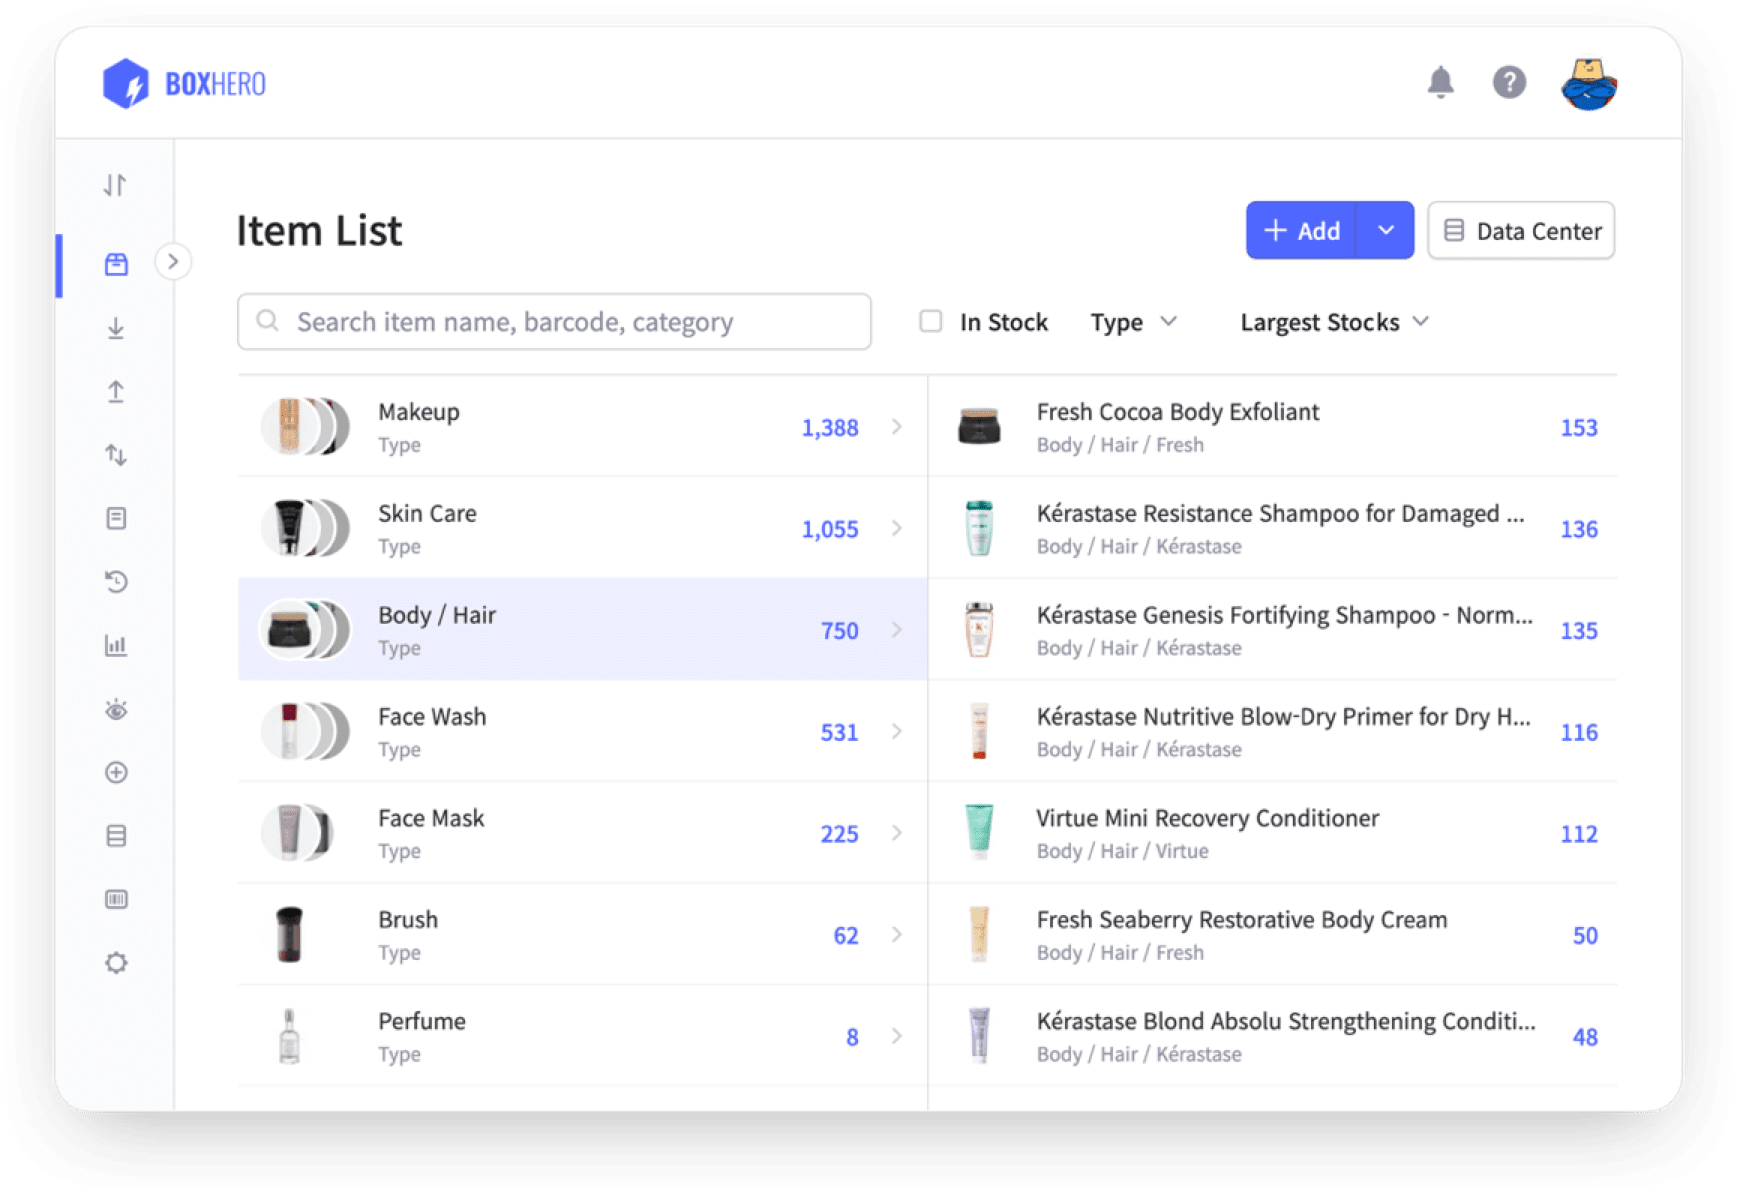 BOXHERO
Item List
+ Add
Data Center
Search item name, barcode, category
In Stock
Type
Largest Stocks
Makeup
Type
1,388
Skin Care
Type
1,055
Body / Hair
Type
750
Face Wash
Type
531
Face Mask
Type
225
Brush
Type
62
Perfume
Type
8
Fresh Cocoa Body Exfoliant
Body / Hair / Fresh
153
Kérastase Resistance Shampoo for Damaged ...
Body / Hair / Kérastase
136
Kérastase Genesis Fortifying Shampoo - Norm...
Body / Hair / Kérastase
135
Kérastase Nutritive Blow-Dry Primer for Dry H...
Body / Hair / Kérastase
116
Virtue Mini Recovery Conditioner
Body / Hair / Virtue
112
Fresh Seaberry Restorative Body Cream
Body / Hair / Fresh
50
Kérastase Blond Absolu Strengthening Conditi...
Body / Hair / Kérastase
48